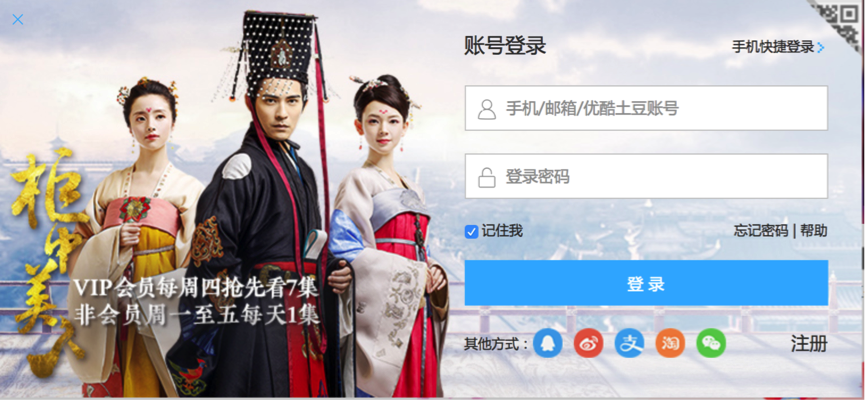 柜中美人
VIP会员每周四抢先看7集
非会员周一至五每天1集
账号登录
手机快捷登录
手机/邮箱/优酷土豆账号
登录密码
记住我
忘记密码 | 帮助
登 录
其他方式：
淘
注册